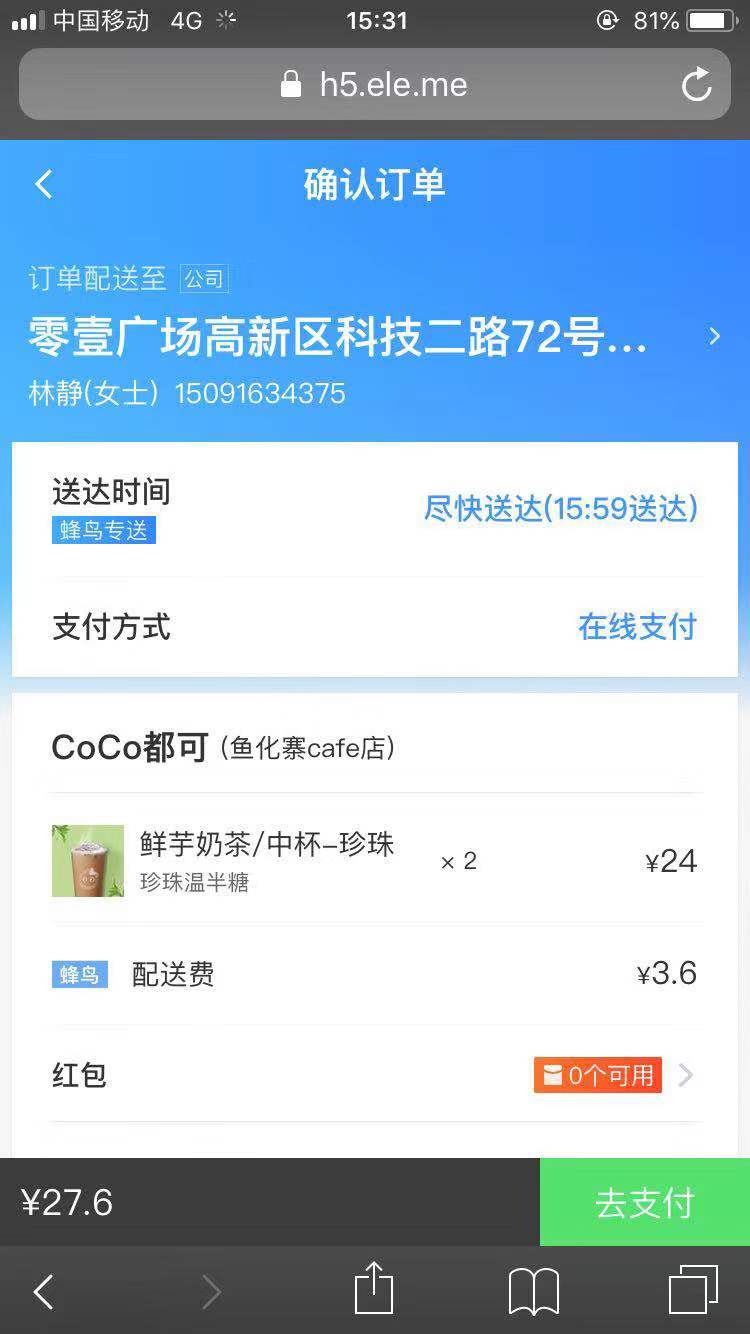 中国移动 4G 15:31 81%
h5.ele.me
确认订单
订单配送至 公司
零壹广场高新区科技二路72号...
林静(女士) 15091634375
送达时间
尽快送达(15:59送达)
蜂鸟专送
支付方式 在线支付
CoCo都可 (鱼化寨cafe店)
鲜芋奶茶/中杯-珍珠 × 2 ¥24
珍珠温半糖
蜂鸟 配送费 ¥3.6
红包 0个可用
¥27.6 去支付